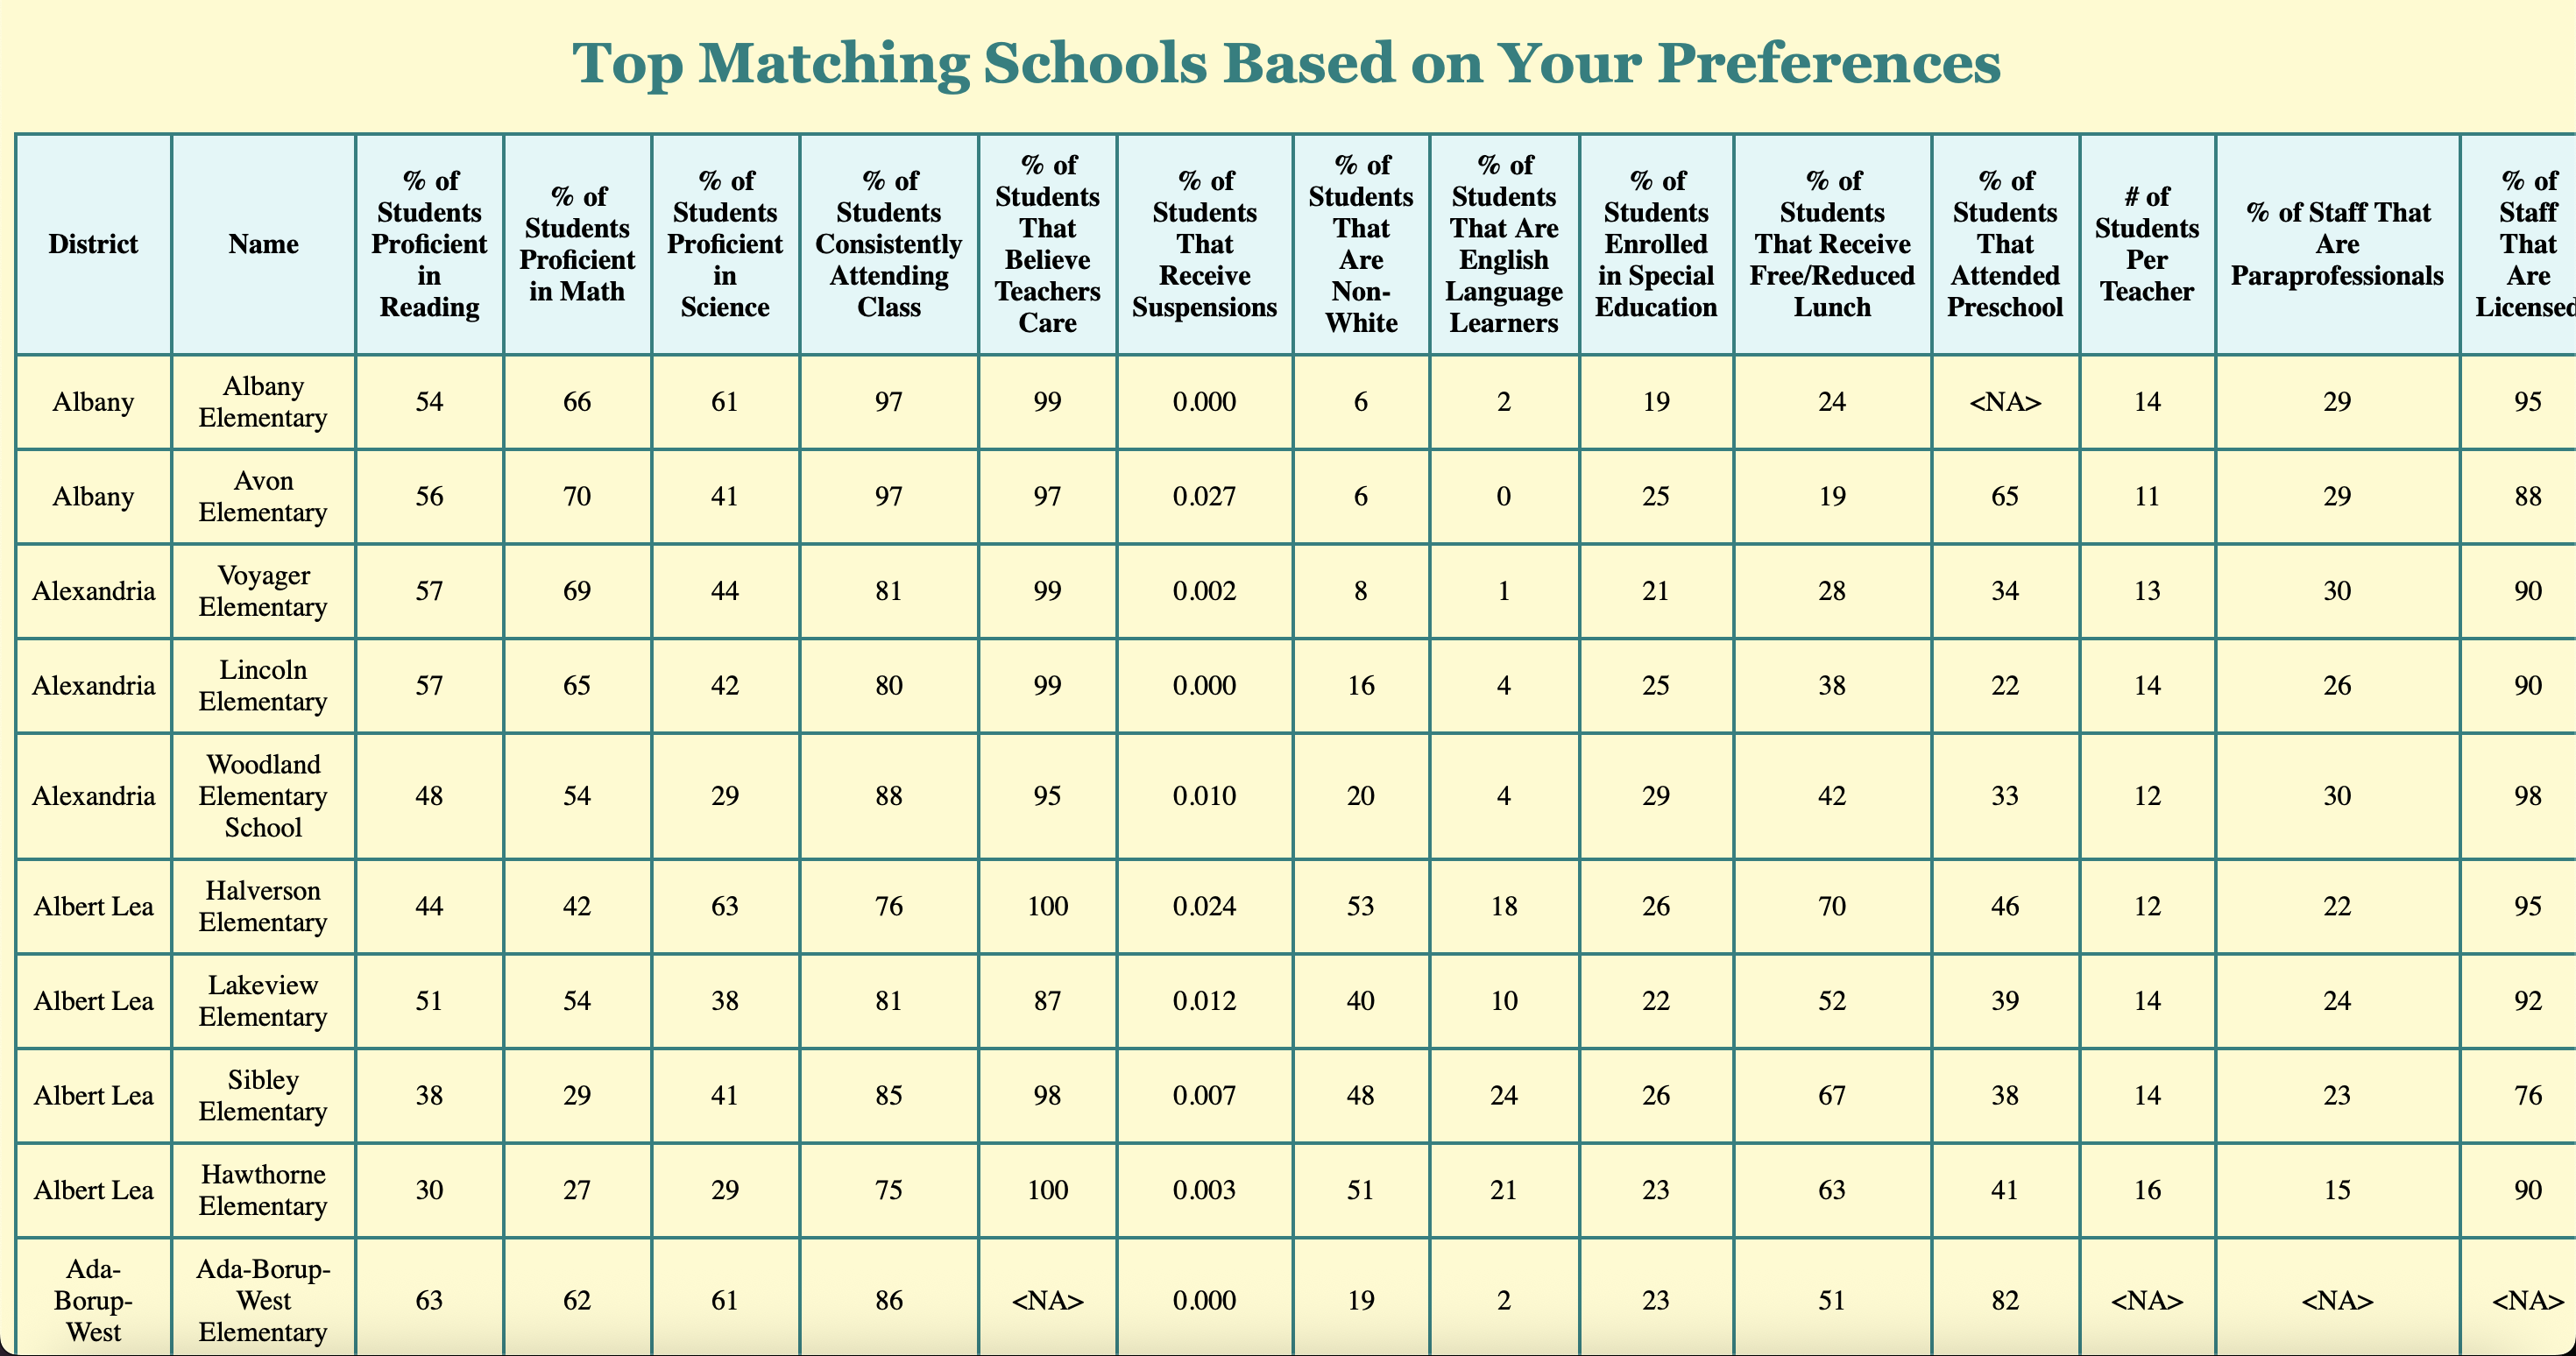 Top Matching Schools Based on Your Preferences
District | Name | % of Students Proficient in Reading | % of Students Proficient in Math | % of Students Proficient in Science | % of Students Consistently Attending Class | % of Students That Believe Teachers Care | % of Students That Receive Suspensions | % of Students That Are Non-White | % of Students That Are English Language Learners | % of Students Enrolled in Special Education | % of Students That Receive Free/Reduced Lunch | % of Students That Attended Preschool | # of Students Per Teacher | % of Staff That Are Paraprofessionals | % of Staff That Are Licensed
Albany | Albany Elementary | 54 | 66 | 61 | 97 | 99 | 0.000 | 6 | 2 | 19 | 24 | <NA> | 14 | 29 | 95
Albany | Avon Elementary | 56 | 70 | 41 | 97 | 97 | 0.027 | 6 | 0 | 25 | 19 | 65 | 11 | 29 | 88
Alexandria | Voyager Elementary | 57 | 69 | 44 | 81 | 99 | 0.002 | 8 | 1 | 21 | 28 | 34 | 13 | 30 | 90
Alexandria | Lincoln Elementary | 57 | 65 | 42 | 80 | 99 | 0.000 | 16 | 4 | 25 | 38 | 22 | 14 | 26 | 90
Alexandria | Woodland Elementary School | 48 | 54 | 29 | 88 | 95 | 0.010 | 20 | 4 | 29 | 42 | 33 | 12 | 30 | 98
Albert Lea | Halverson Elementary | 44 | 42 | 63 | 76 | 100 | 0.024 | 53 | 18 | 26 | 70 | 46 | 12 | 22 | 95
Albert Lea | Lakeview Elementary | 51 | 54 | 38 | 81 | 87 | 0.012 | 40 | 10 | 22 | 52 | 39 | 14 | 24 | 92
Albert Lea | Sibley Elementary | 38 | 29 | 41 | 85 | 98 | 0.007 | 48 | 24 | 26 | 67 | 38 | 14 | 23 | 76
Albert Lea | Hawthorne Elementary | 30 | 27 | 29 | 75 | 100 | 0.003 | 51 | 21 | 23 | 63 | 41 | 16 | 15 | 90
Ada-Borup-West | Ada-Borup-West Elementary | 63 | 62 | 61 | 86 | <NA> | 0.000 | 19 | 2 | 23 | 51 | 82 | <NA> | <NA> | <NA>